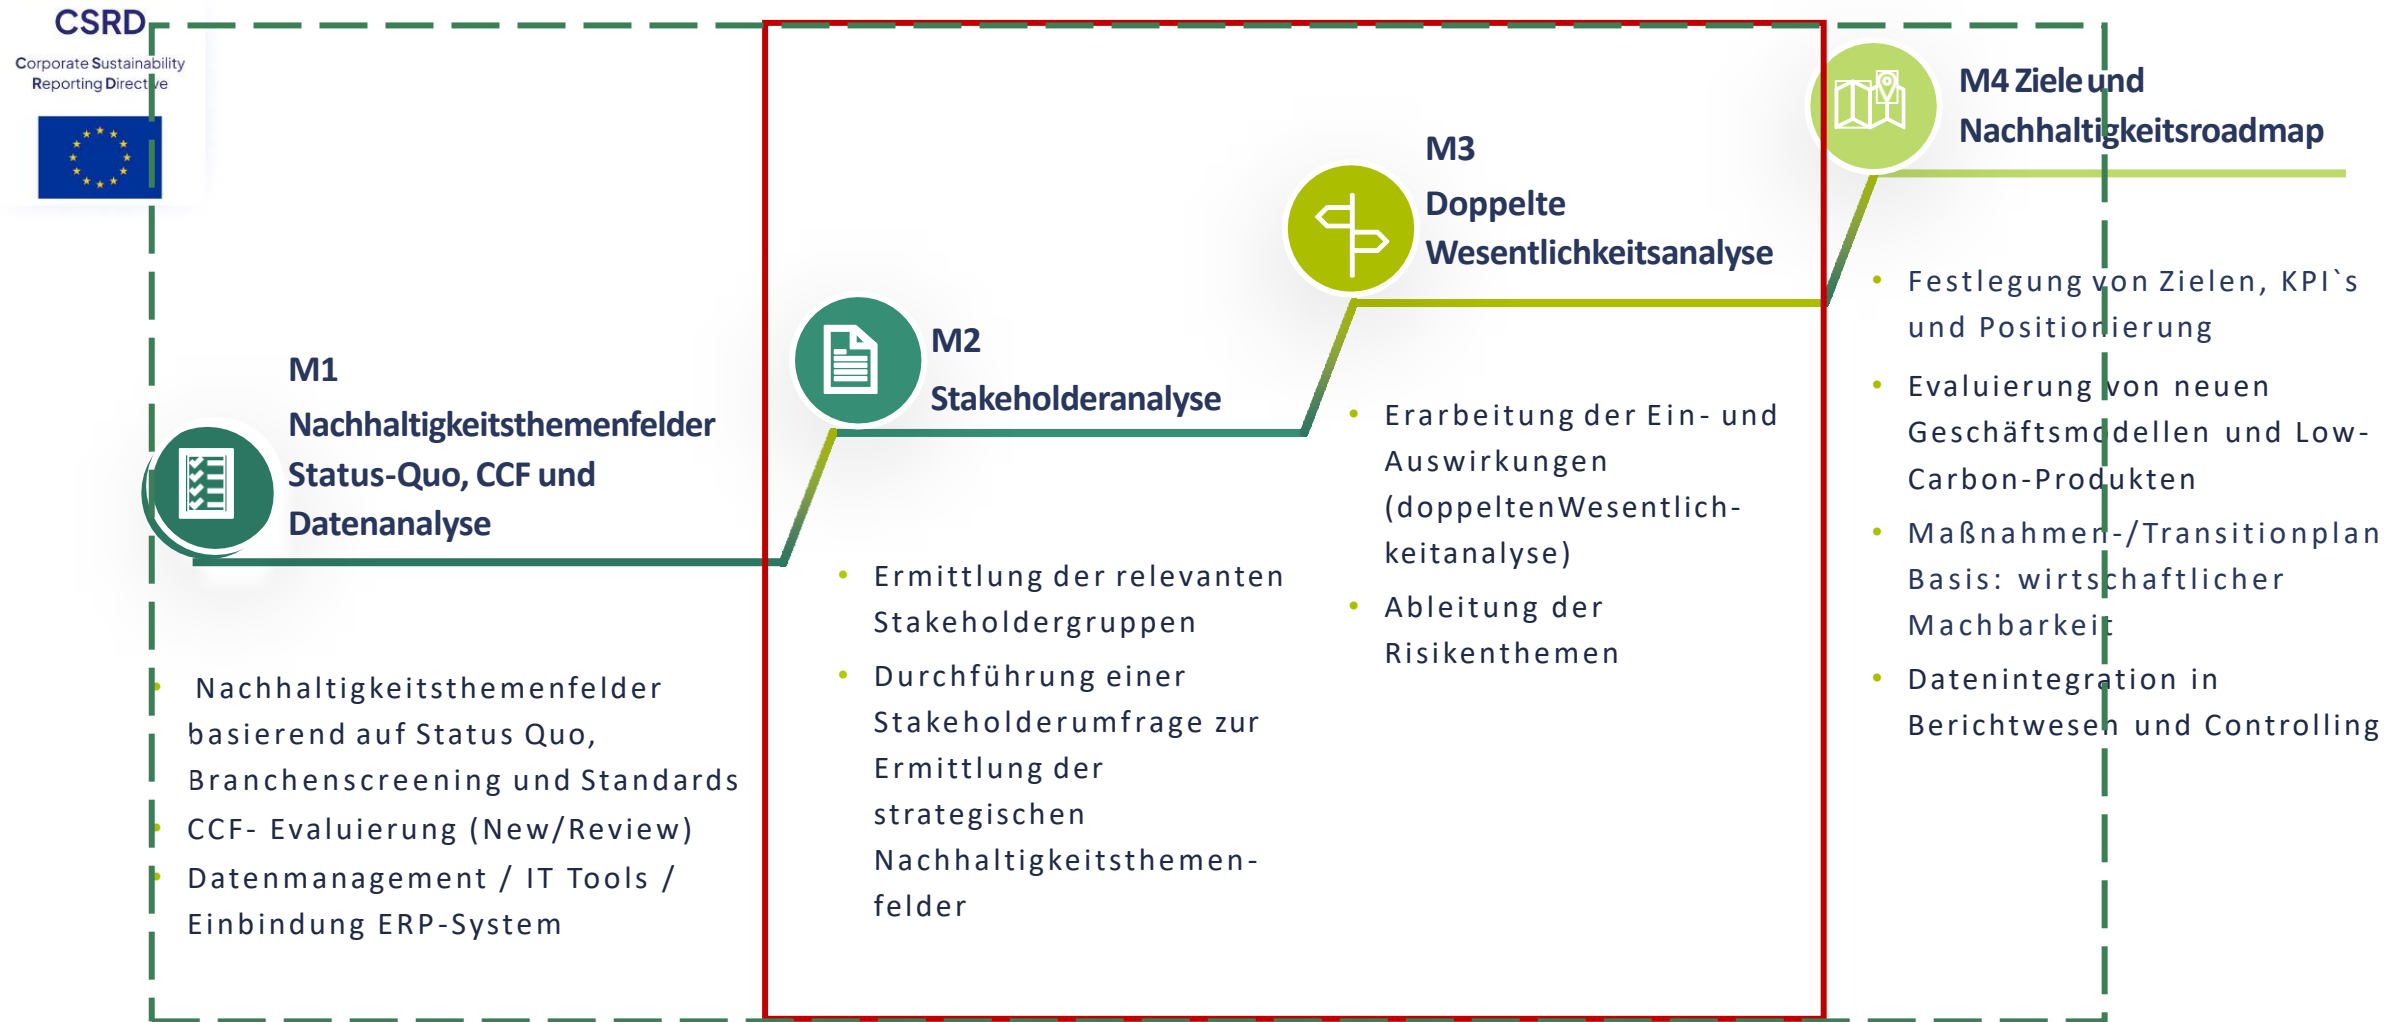 CSRD
Corporate Sustainability
Reporting Directive
M1
Nachhaltigkeitsthemenfelder
Status-Quo, CCF und
Datenanalyse
• Nachhaltigkeitsthemenfelder
basierend auf Status Quo,
Branchenscreening und Standards
• CCF- Evaluierung (New/Review)
• Datenmanagement / IT Tools /
Einbindung ERP-System
M2
Stakeholderanalyse
• Ermittlung der relevanten
Stakeholdergruppen
• Durchführung einer
Stakeholderumfrage zur
Ermittlung der
strategischen
Nachhaltigkeitsthemen-
felder
M3
Doppelte
Wesentlichkeitsanalyse
• Erarbeitung der Ein- und
Auswirkungen
(doppeltenWesentlich-
keitanalyse)
• Ableitung der
Risikenthemen
M4 Ziele und
Nachhaltigkeitsroadmap
• Festlegung von Zielen, KPI`s
und Positionierung
• Evaluierung von neuen
Geschäftsmodellen und Low-
Carbon-Produkten
• Maßnahmen-/Transitionplan
Basis: wirtschaftlicher
Machbarkeit
• Datenintegration in
Berichtwesen und Controlling